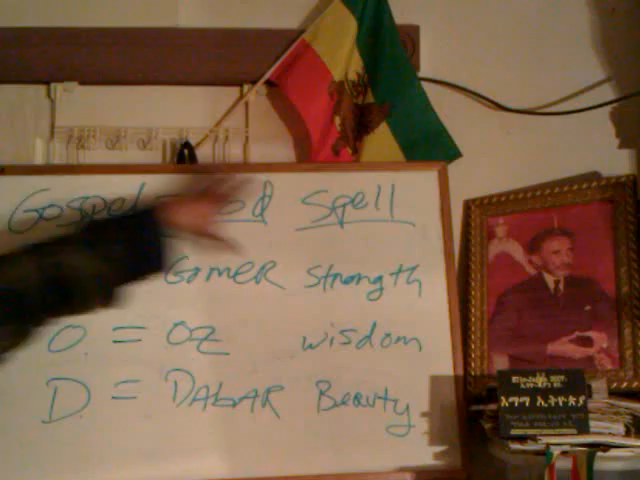 Gospel od Spell
GomER Strength
O. = OZ wisdom
D. = DAbAR Beauty
እማማ ኢትዮጵያ